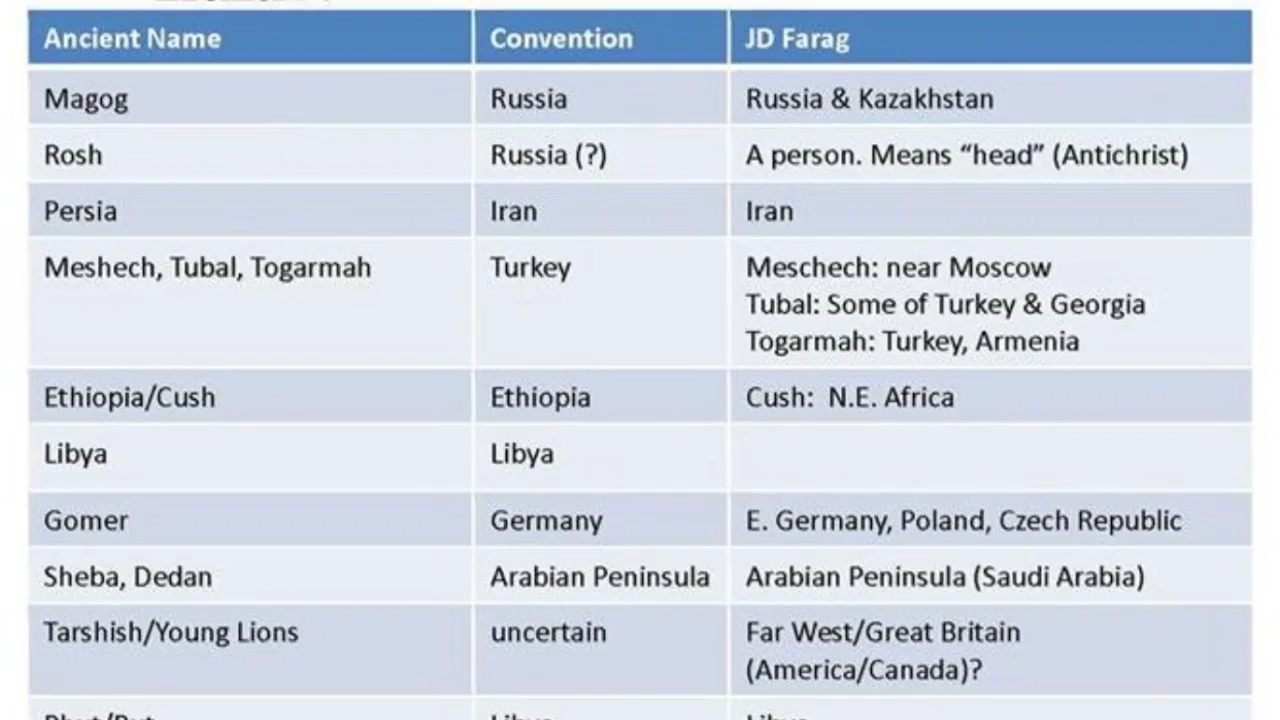 Ancient Name Convention JD Farag
Magog Russia Russia & Kazakhstan
Rosh Russia (?) A person. Means “head” (Antichrist)
Persia Iran Iran
Meshech, Tubal, Togarmah Turkey Meschech: near Moscow
Tubal: Some of Turkey & Georgia
Togarmah: Turkey, Armenia
Ethiopia/Cush Ethiopia Cush: N.E. Africa
Libya Libya
Gomer Germany E. Germany, Poland, Czech Republic
Sheba, Dedan Arabian Peninsula Arabian Peninsula (Saudi Arabia)
Tarshish/Young Lions uncertain Far West/Great Britain
(America/Canada)?